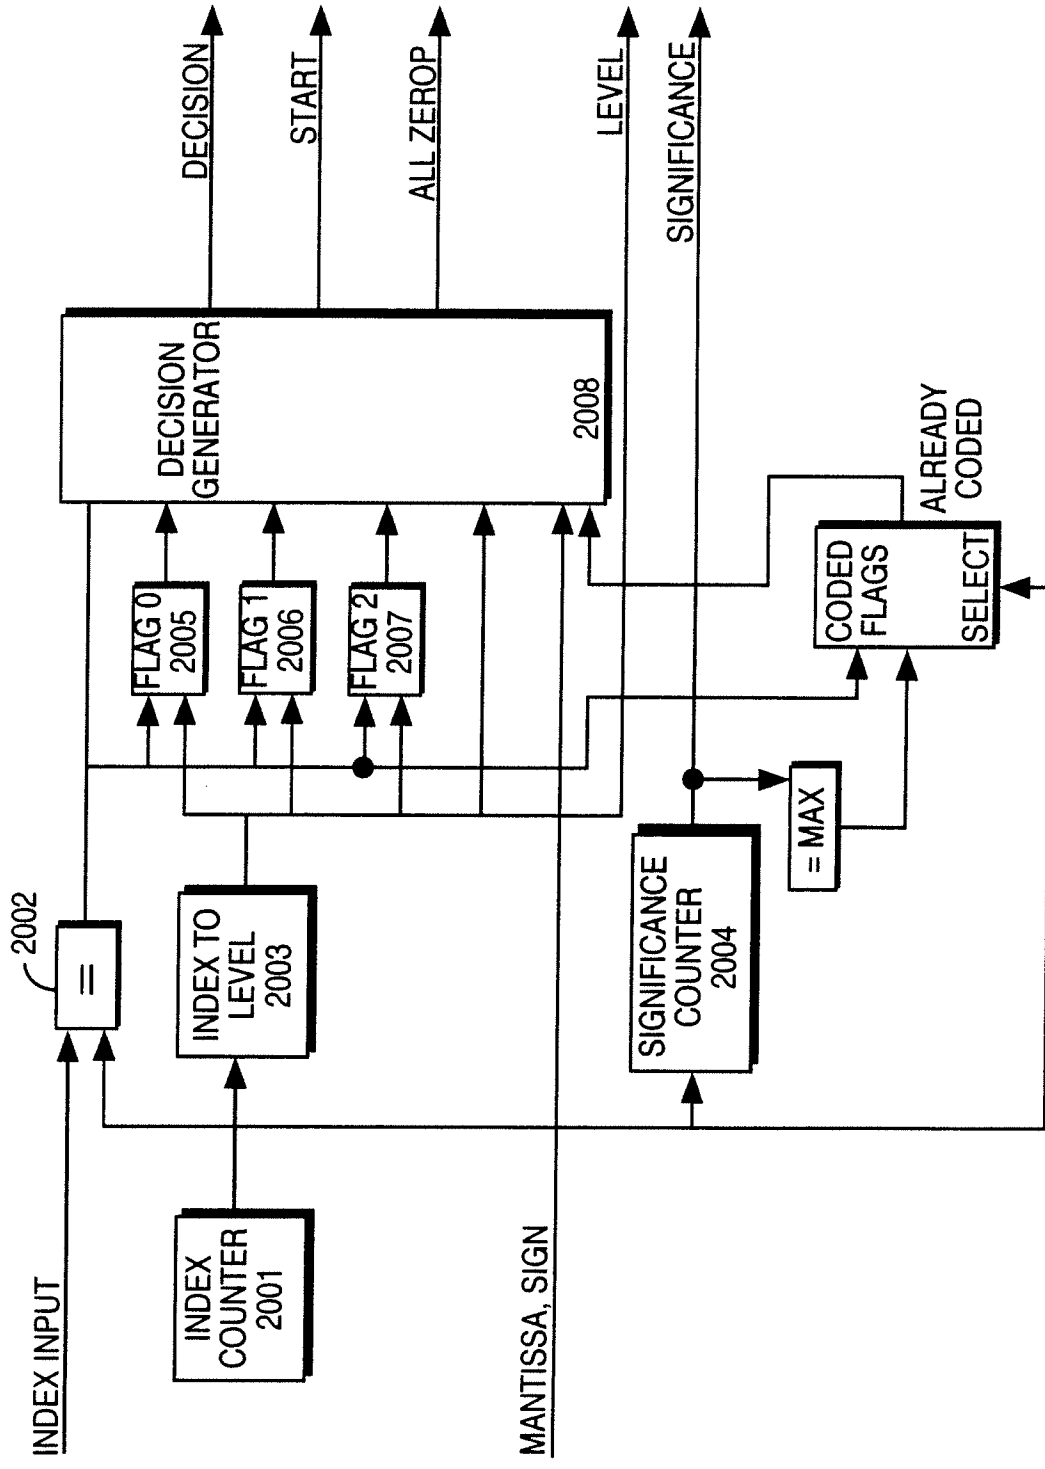 INDEX INPUT
2002
=
DECISION
GENERATOR
2008
DECISION
START
ALL ZEROP
LEVEL
SIGNIFICANCE
FLAG 0
2005
FLAG 1
2006
FLAG 2
2007
INDEX TO
LEVEL
2003
INDEX
COUNTER
2001
MANTISSA, SIGN
SIGNIFICANCE
COUNTER
2004
= MAX
CODED
FLAGS
SELECT
ALREADY
CODED